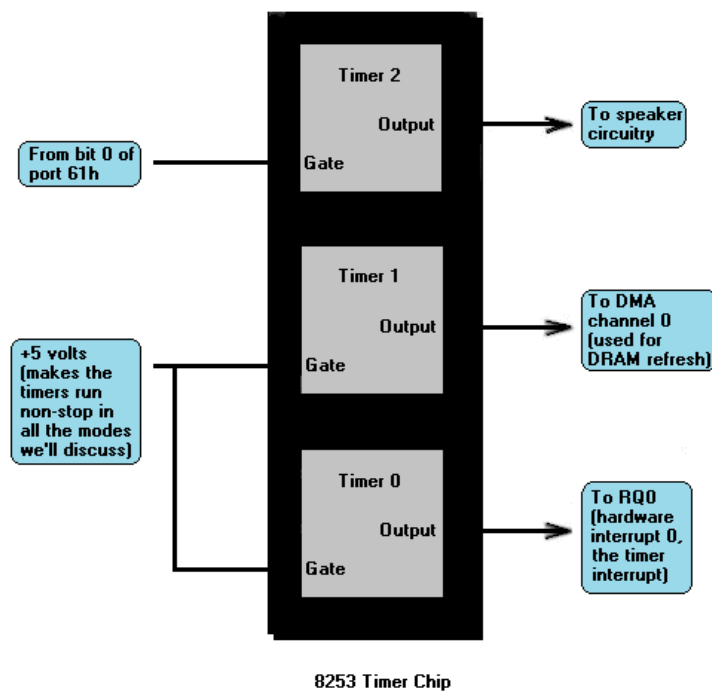 Timer 2
Output
Gate
From bit 0 of
port 61h
To speaker
circuitry
Timer 1
Output
Gate
+5 volts
(makes the
timers run
non-stop in
all the modes
we'll discuss)
To DMA
channel 0
(used for
DRAM refresh)
Timer 0
Output
Gate
To RQ0
(hardware
interrupt 0,
the timer
interrupt)
8253 Timer Chip